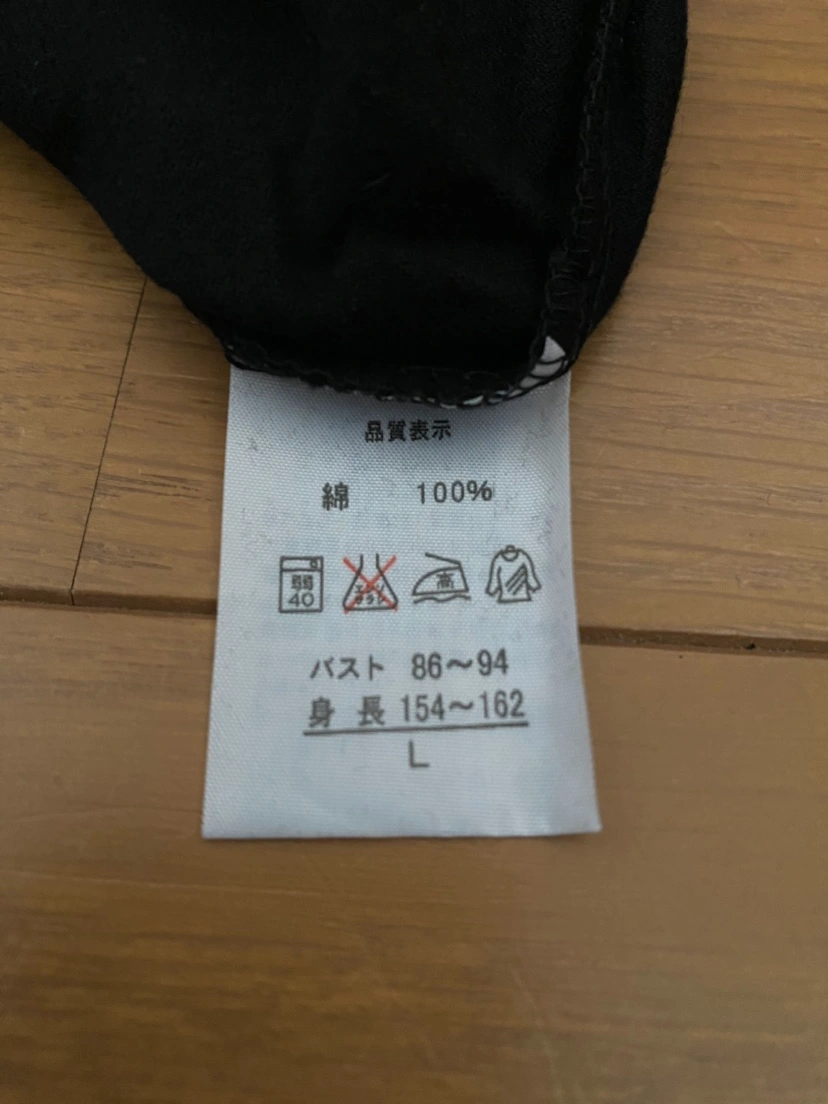 品質表示
綿 100%
弱 40 エンソサラシ 高
バスト 86～94
身長 154～162
L